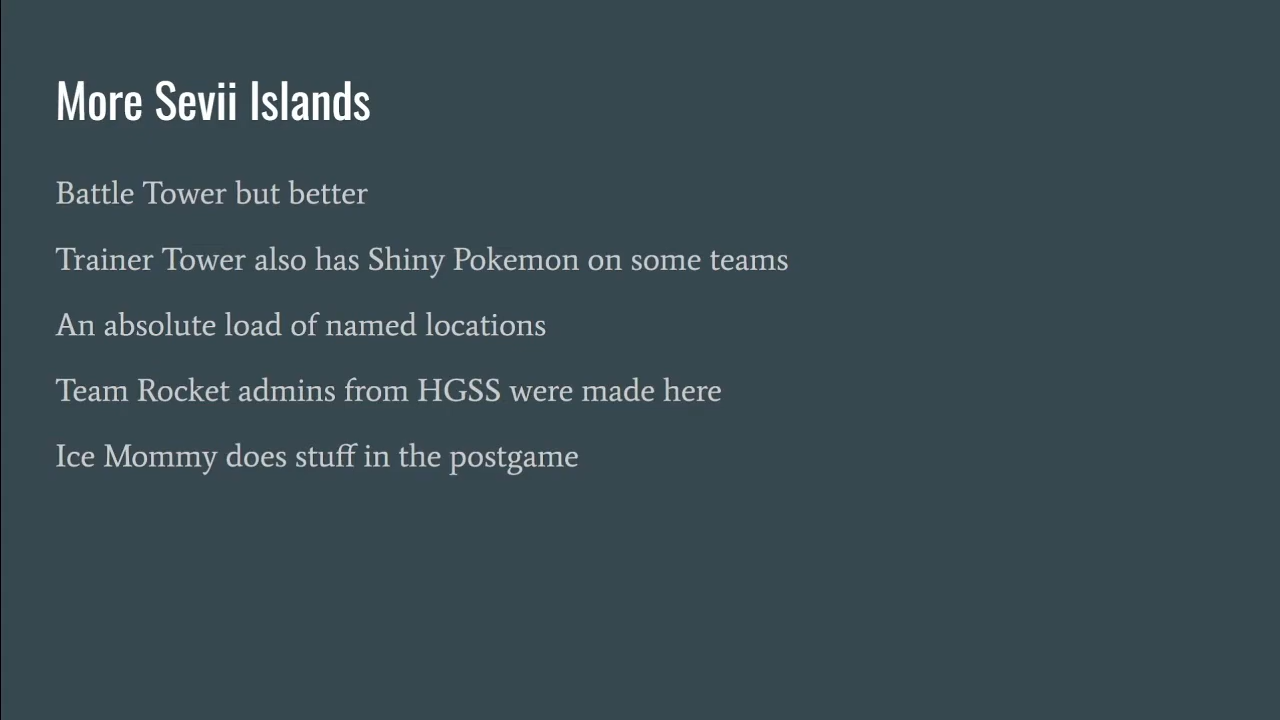 More Sevii Islands
Battle Tower but better
Trainer Tower also has Shiny Pokemon on some teams
An absolute load of named locations
Team Rocket admins from HGSS were made here
Ice Mommy does stuff in the postgame